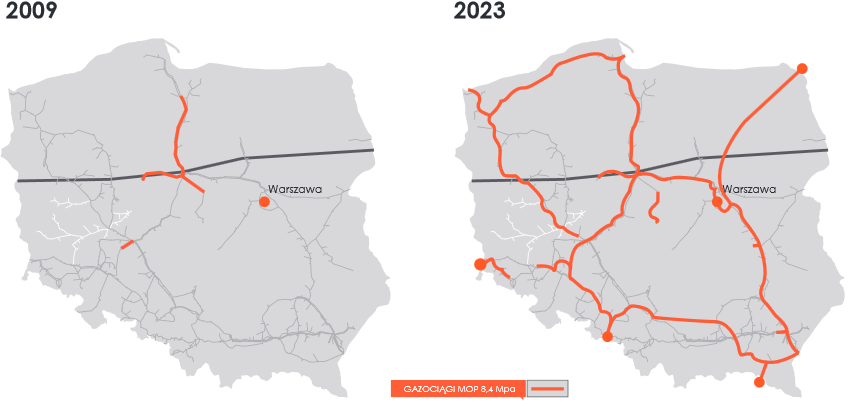 2009
2023
Warszawa
Warszawa
GAZOCIĄGI MOP 8,4 Mpa